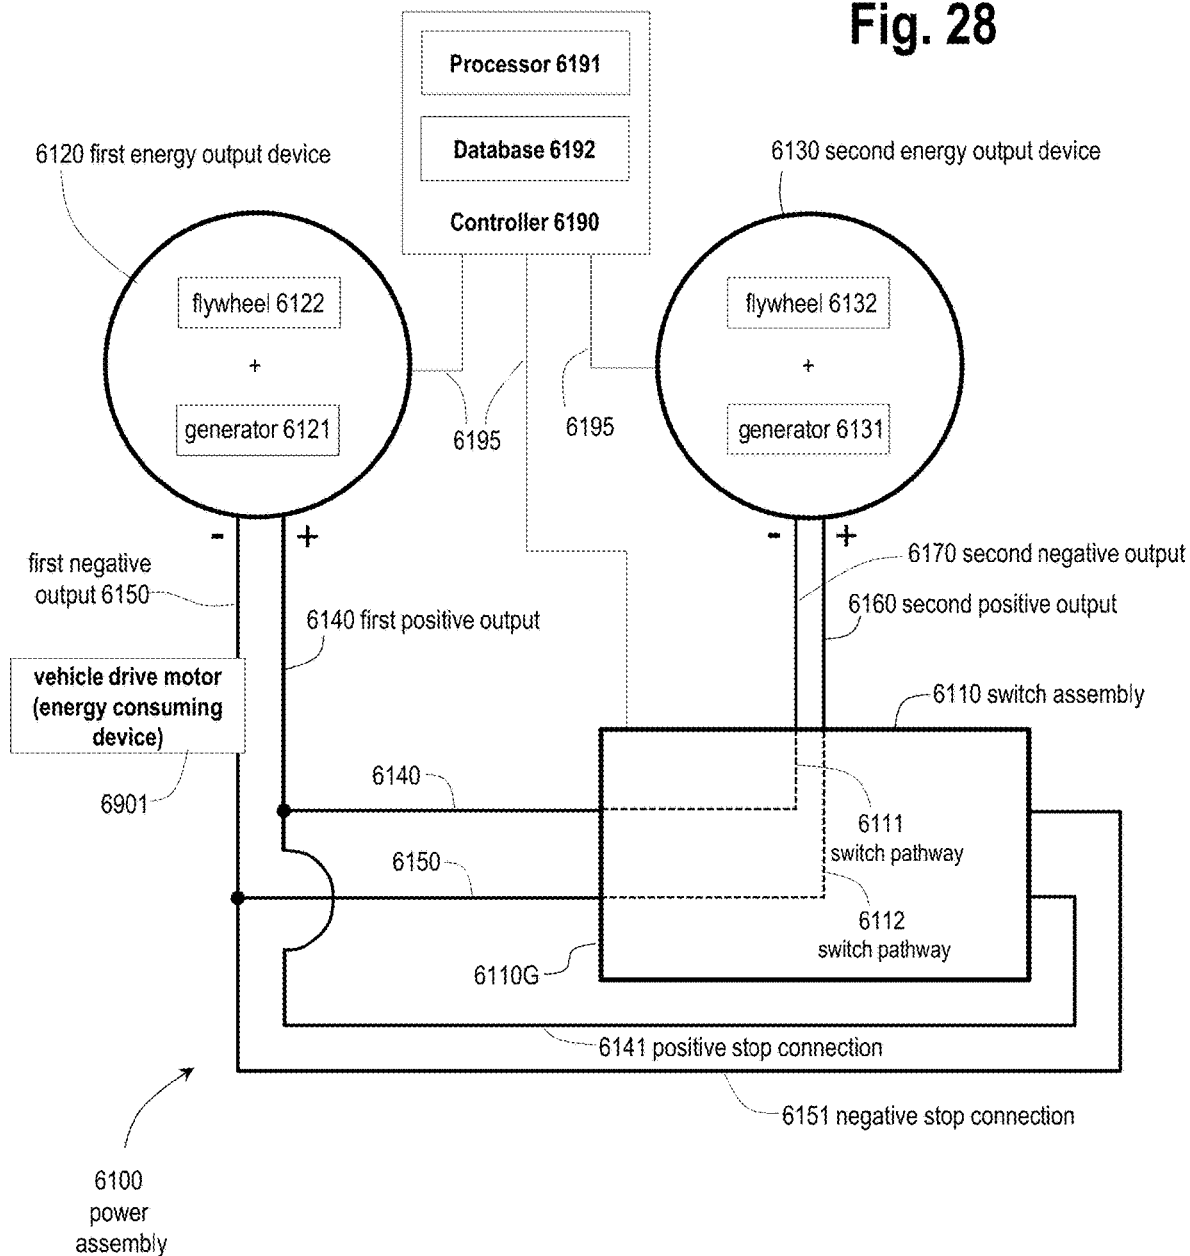 Fig. 28
Processor 6191
Database 6192
Controller 6190
6120 first energy output device
6130 second energy output device
flywheel 6122
+
generator 6121
flywheel 6132
+
generator 6131
6195
6195
- +
- +
first negative
output 6150
6140 first positive output
6170 second negative output
6160 second positive output
vehicle drive motor
(energy consuming
device)
6901
6110 switch assembly
6140
6150
6111
switch pathway
6112
switch pathway
6110G
6141 positive stop connection
6151 negative stop connection
6100
power
assembly